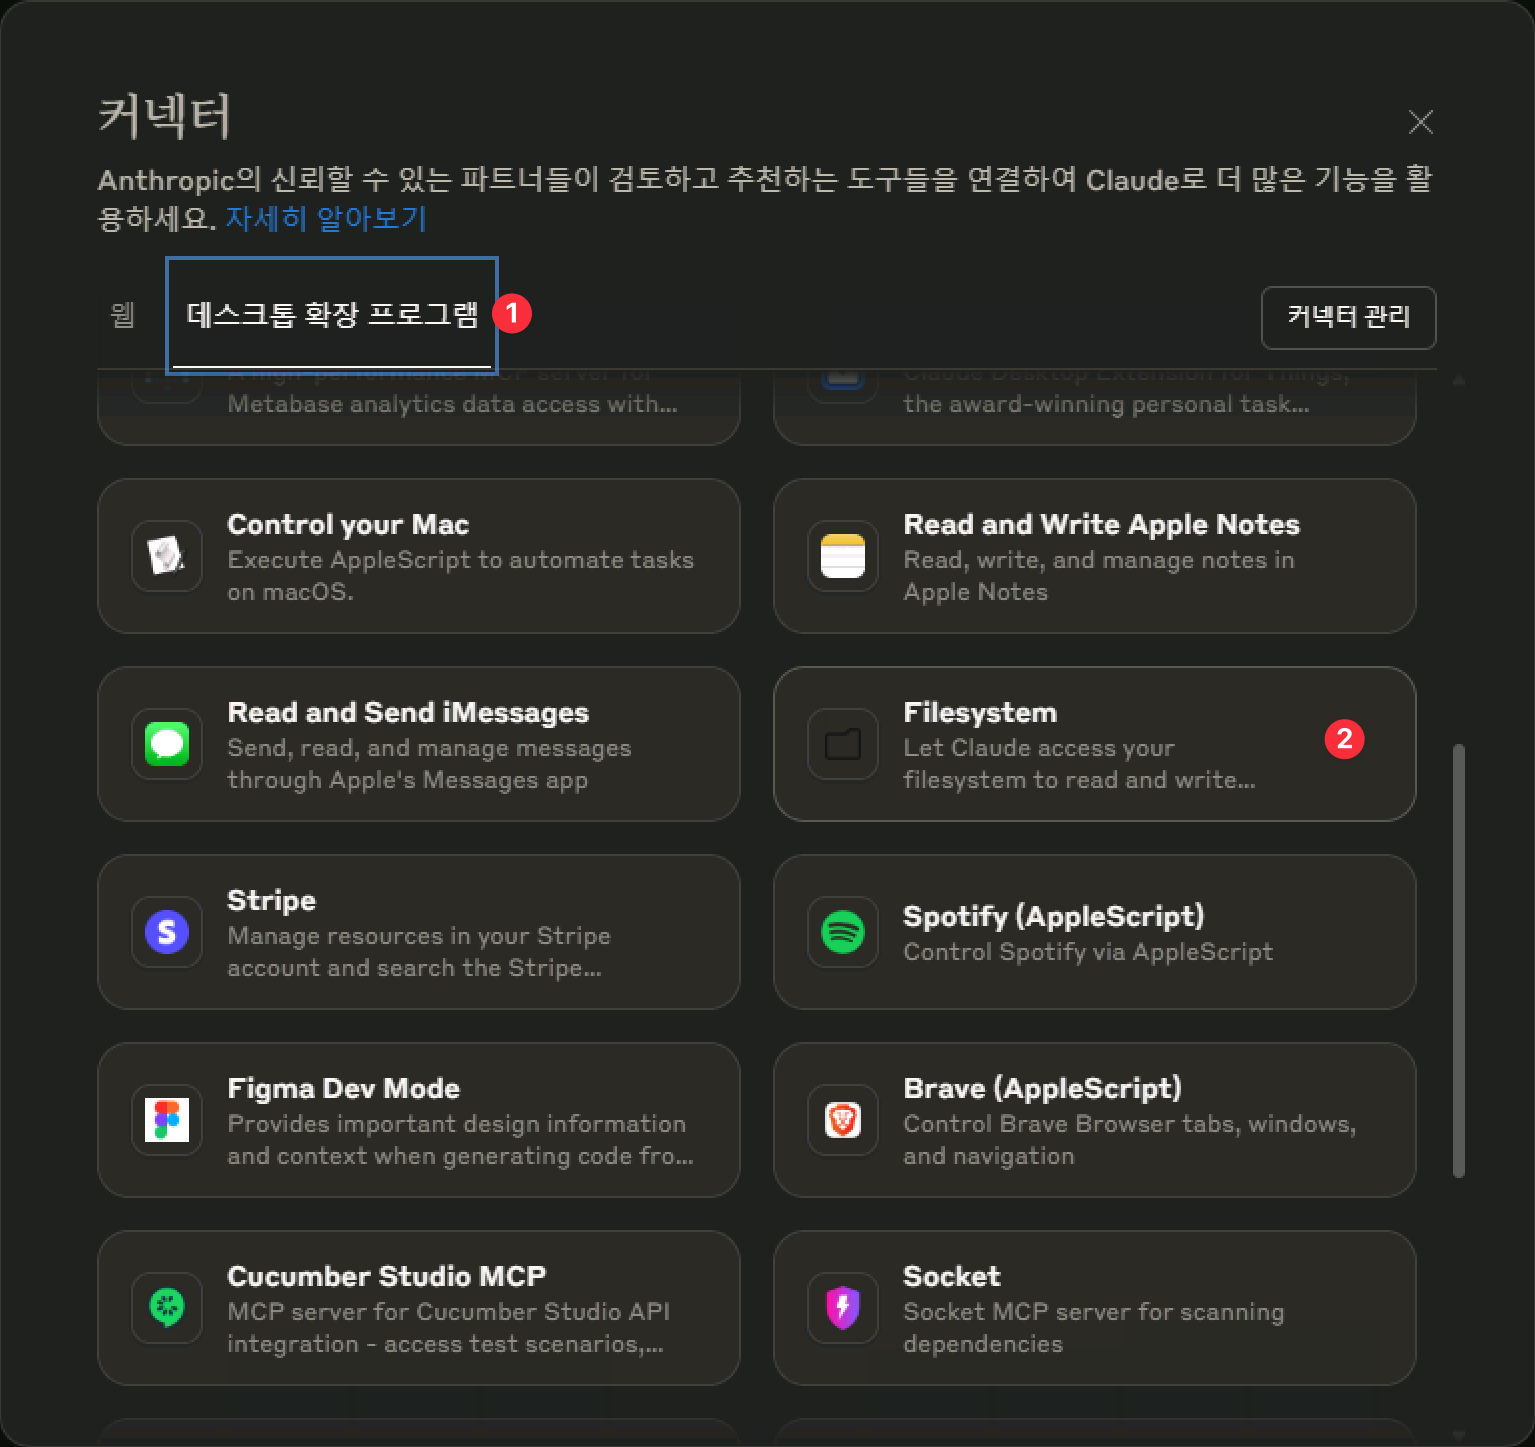 커넥터
Anthropic의 신뢰할 수 있는 파트너들이 검토하고 추천하는 도구들을 연결하여 Claude로 더 많은 기능을 활
용하세요. 자세히 알아보기
웹
데스크톱 확장 프로그램
1
커넥터 관리
A high-performance MCP server for
Metabase analytics data access with...
Claude Desktop Extension for Things,
the award-winning personal task...
Control your Mac
Execute AppleScript to automate tasks
on macOS.
Read and Write Apple Notes
Read, write, and manage notes in
Apple Notes
Read and Send iMessages
Send, read, and manage messages
through Apple's Messages app
Filesystem
Let Claude access your
filesystem to read and write...
2
Stripe
Manage resources in your Stripe
account and search the Stripe...
Spotify (AppleScript)
Control Spotify via AppleScript
Figma Dev Mode
Provides important design information
and context when generating code fro...
Brave (AppleScript)
Control Brave Browser tabs, windows,
and navigation
Cucumber Studio MCP
MCP server for Cucumber Studio API
integration - access test scenarios,...
Socket
Socket MCP server for scanning
dependencies